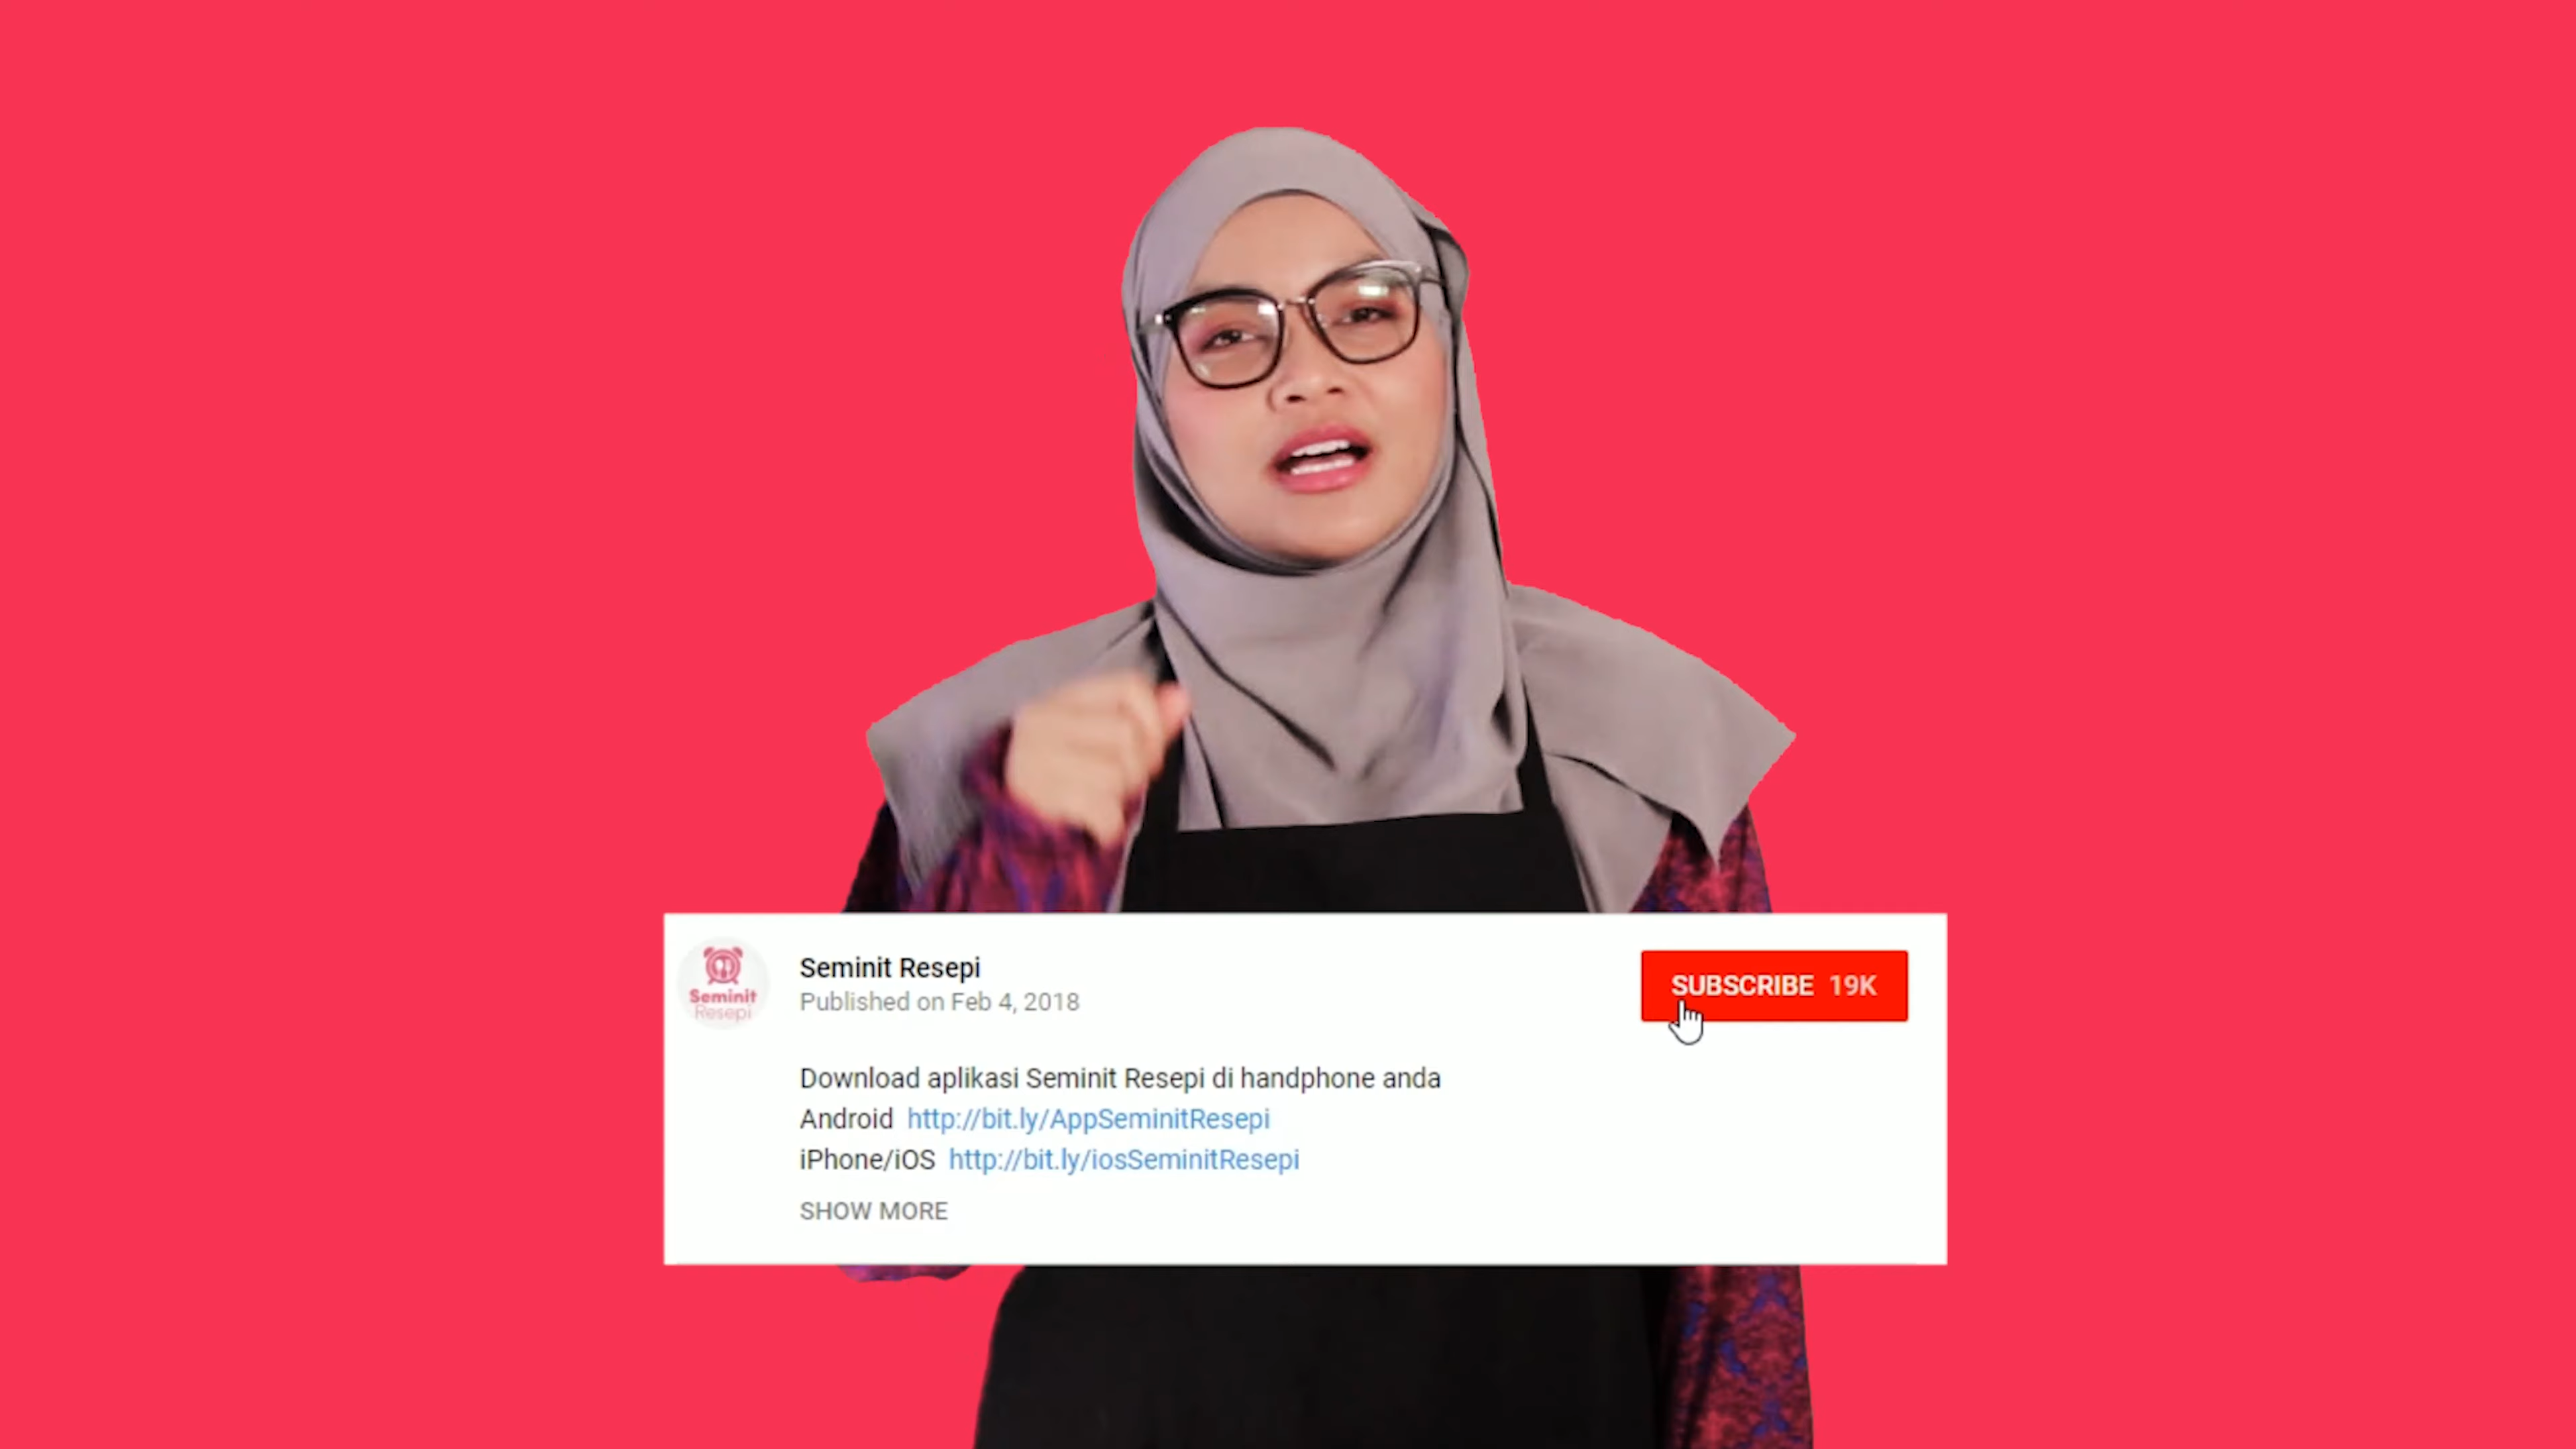 Seminit Resepi
Published on Feb 4, 2018
SUBSCRIBE 19K
Seminit
Resepi
Download aplikasi Seminit Resepi di handphone anda
Android http://bit.ly/AppSeminitResepi
iPhone/iOS http://bit.ly/iosSeminitResepi
SHOW MORE